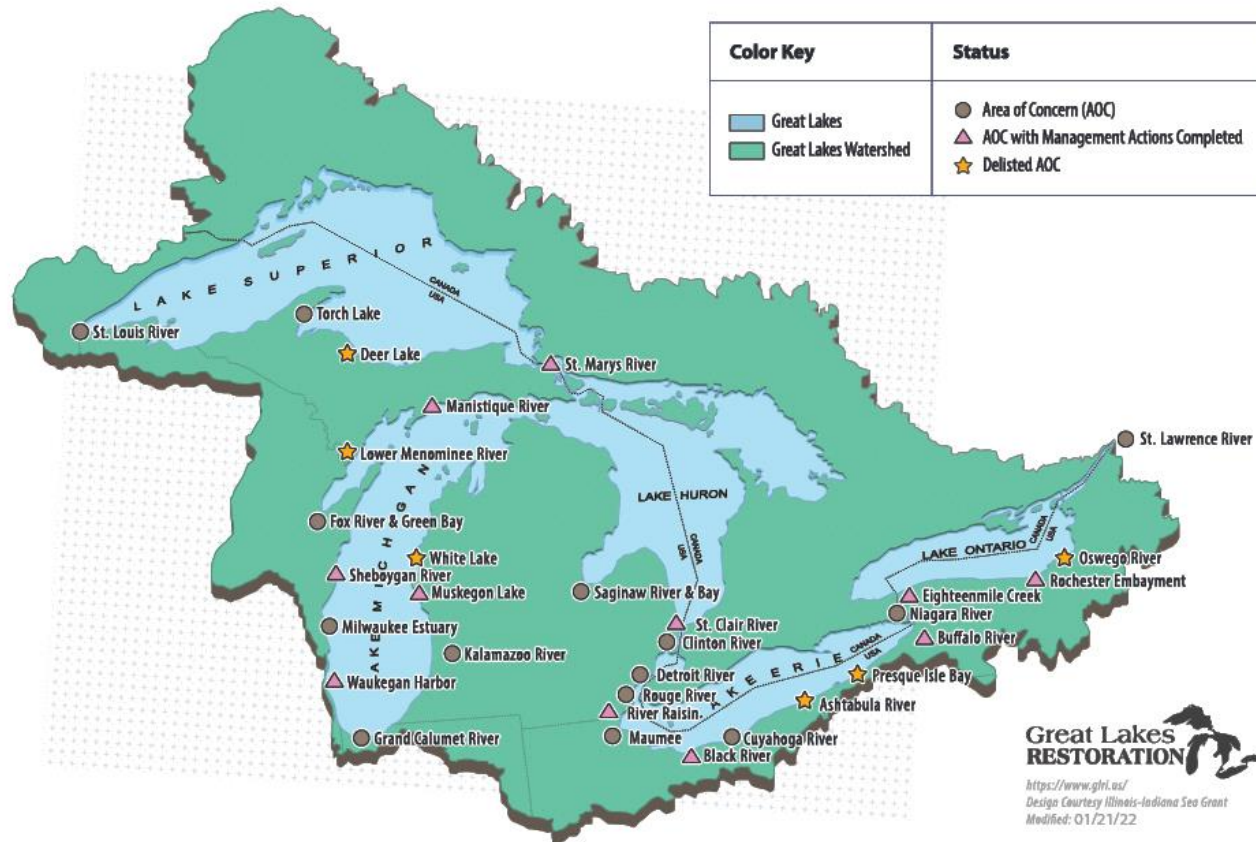 Color Key
Status
Great Lakes
Great Lakes Watershed
Area of Concern (AOC)
AOC with Management Actions Completed
Delisted AOC
LAKE SUPERIOR
CANADA
USA
Torch Lake
St. Louis River
Deer Lake
St. Marys River
Manistique River
St. Lawrence River
Lower Menominee River
LAKE MICHIGAN
LAKE HURON
CANADA
USA
Fox River & Green Bay
White Lake
LAKE ONTARIO
CANADA
USA
Oswego River
Sheboygan River
Rochester Embayment
Muskegon Lake
Saginaw River & Bay
Eighteenmile Creek
Niagara River
Milwaukee Estuary
St. Clair River
Clinton River
Buffalo River
Kalamazoo River
LAKE ERIE
CANADA
USA
Detroit River
Presque Isle Bay
Waukegan Harbor
Rouge River
Ashtabula River
River Raisin.
Grand Calumet River
Maumee
Cuyahoga River
Black River
Great Lakes
RESTORATION
https://www.glri.us/
Design Courtesy Illinois-Indiana Sea Grant
Modified: 01/21/22